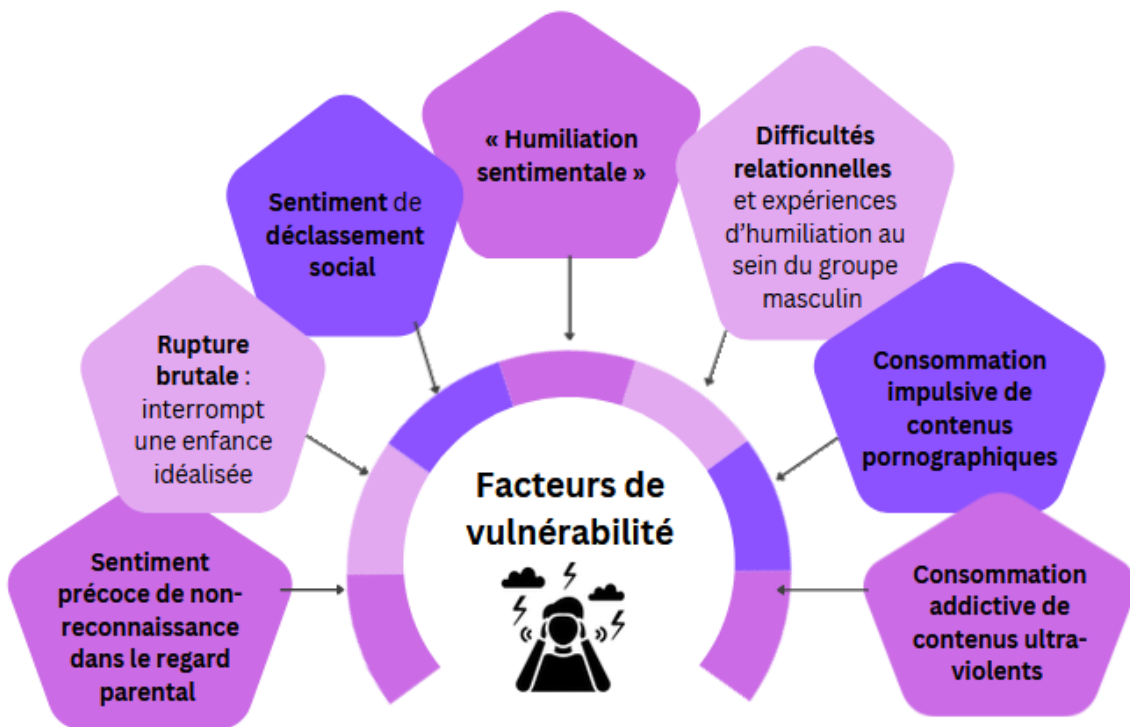 « Humiliation
sentimentale »
Difficultés
relationnelles
et expériences
d’humiliation au
sein du groupe
masculin
Sentiment de
déclassement
social
Rupture
brutale :
interrompt
une enfance
idéalisée
Consommation
impulsive de
contenus
pornographiques
Sentiment
précoce de non-
reconnaissance
dans le regard
parental
Consommation
addictive de
contenus ultra-
violents
Facteurs de
vulnérabilité